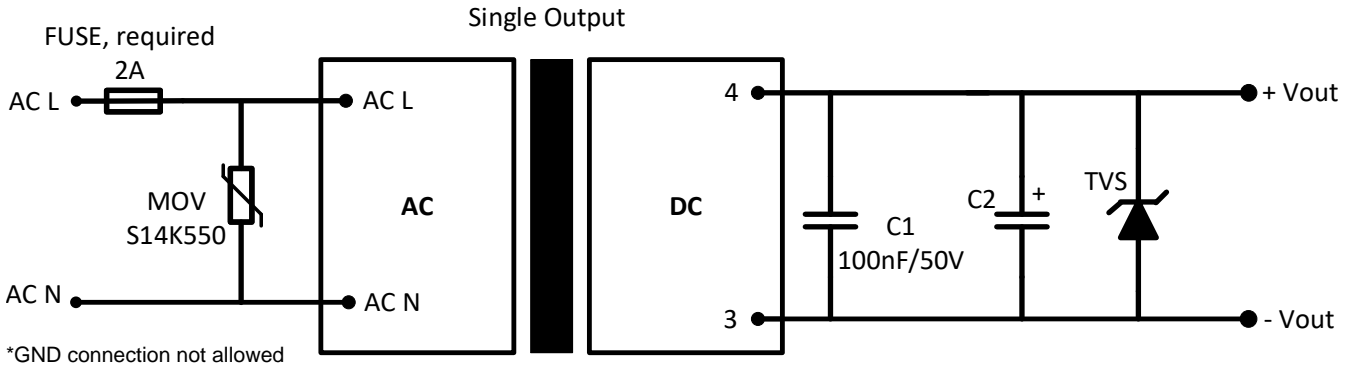 Single Output
FUSE, required
2A
AC L
AC L
MOV
S14K550
AC
AC N
AC N
*GND connection not allowed
4
DC
3
C1
100nF/50V
C2
+
TVS
+ Vout
- Vout